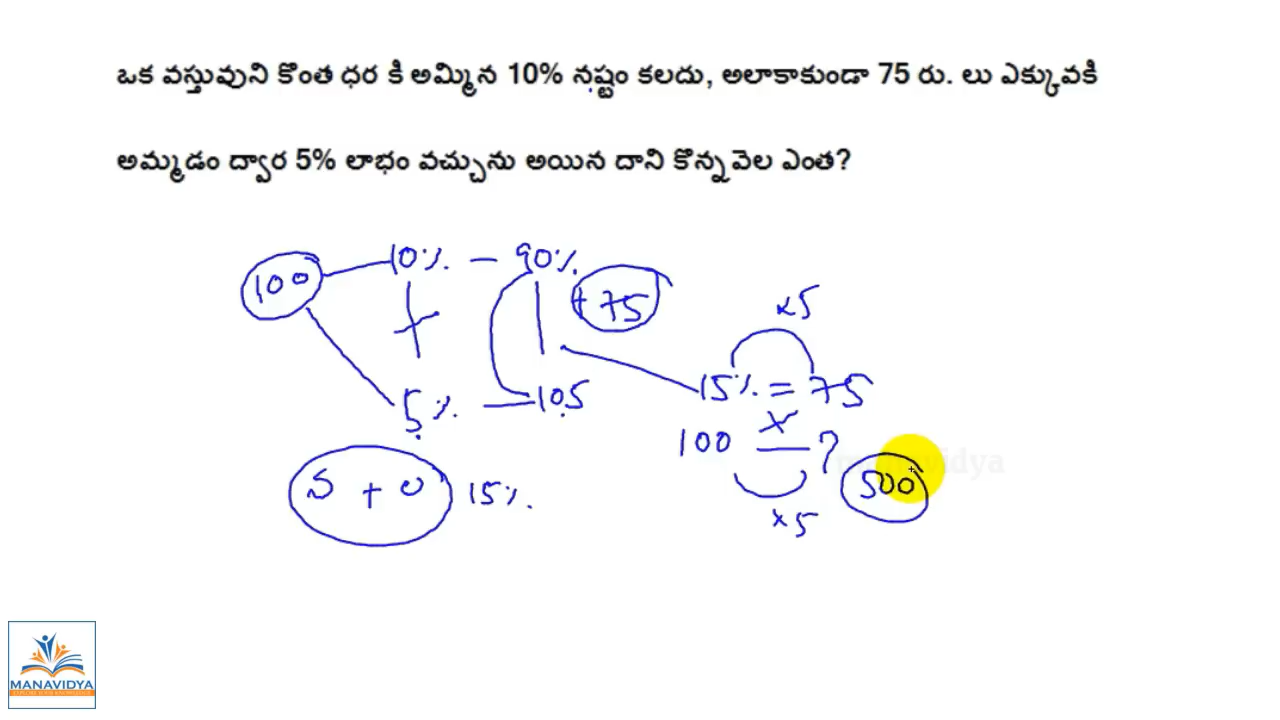 ఒక వస్తువుని కొంత ధర కి అమ్మిన 10% నష్టం కలదు, అలాకాకుండా 75 రు. లు ఎక్కువకి
అమ్మడం ద్వార 5% లాభం వచ్చును అయిన దాని కొన్నవెల ఎంత?
100 10% - 90% + 75
×5
5% - 105 15% = 75
100 × ?
న + ల 15% 500
×5
manavidya
MANAVIDYA